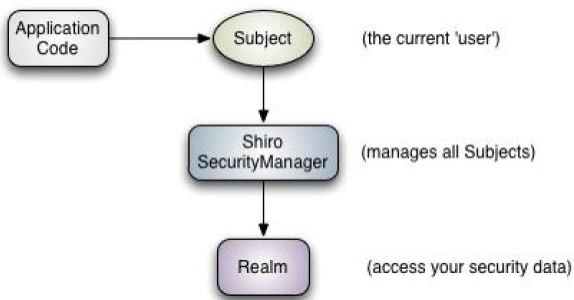 Application
Code
Subject
(the current 'user')
Shiro
SecurityManager
(manages all Subjects)
Realm
(access your security data)